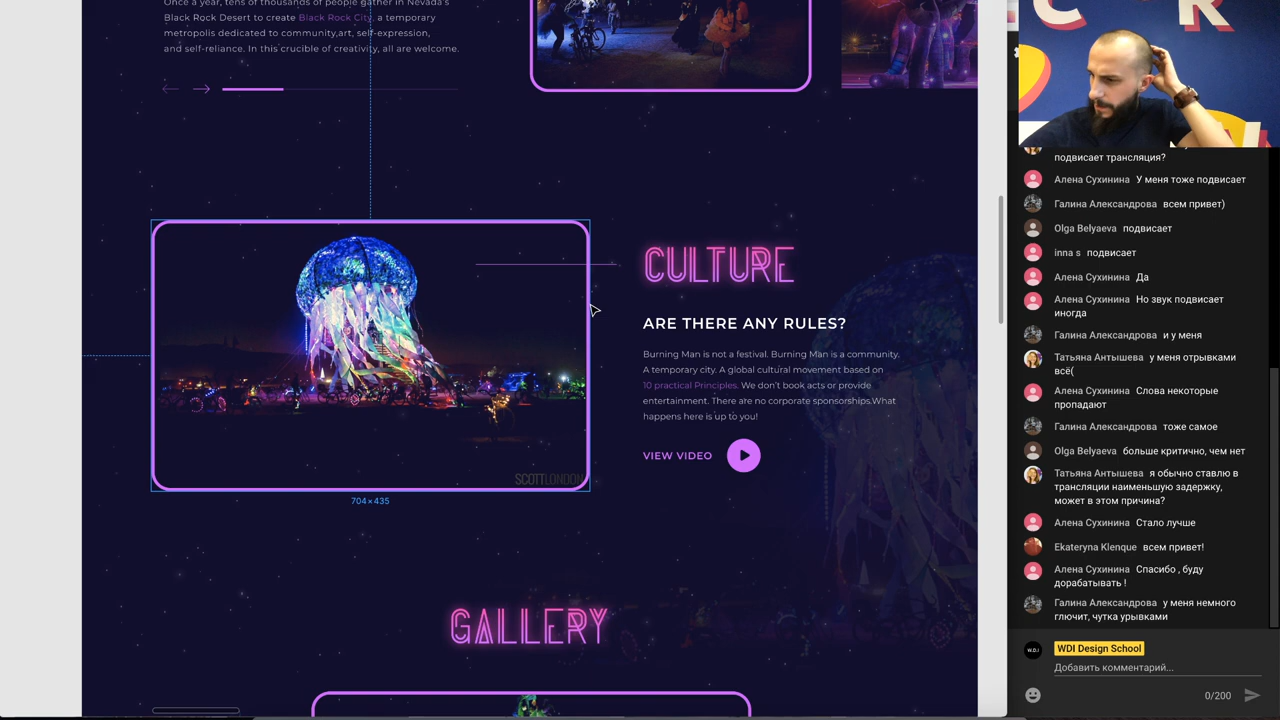 Once a year, tens of thousands of people gather in Nevada's
Black Rock Desert to create Black Rock City, a temporary
metropolis dedicated to community,art, self-expression,
and self-reliance. In this crucible of creativity, all are welcome.
CULTURE
ARE THERE ANY RULES?
Burning Man is not a festival. Burning Man is a community.
A temporary city. A global cultural movement based on
10 practical Principles. We don't book acts or provide
entertainment. There are no corporate sponsorships.What
happens here is up to you!
VIEW VIDEO
SCOTTLONDON
704×435
GALLERY
подвисает трансляция?
Алена Сухинина У меня тоже подвисает
Галина Александрова всем привет)
Olga Belyaeva подвисает
inna s подвисает
Алена Сухинина Да
Алена Сухинина Но звук подвисает
иногда
Галина Александрова и у меня
Татьяна Антышева у меня отрывками
всё(
Алена Сухинина Слова некоторые
пропадают
Галина Александрова тоже самое
Olga Belyaeva больше критично, чем нет
Татьяна Антышева я обычно ставлю в
трансляции наименьшую задержку,
может в этом причина?
Алена Сухинина Стало лучше
Ekateryna Klenque всем привет!
Алена Сухинина Спасибо , буду
дорабатывать !
Галина Александрова у меня немного
глючит, чутка урывками
W.D.I
WDI Design School
Добавить комментарий...
0/200